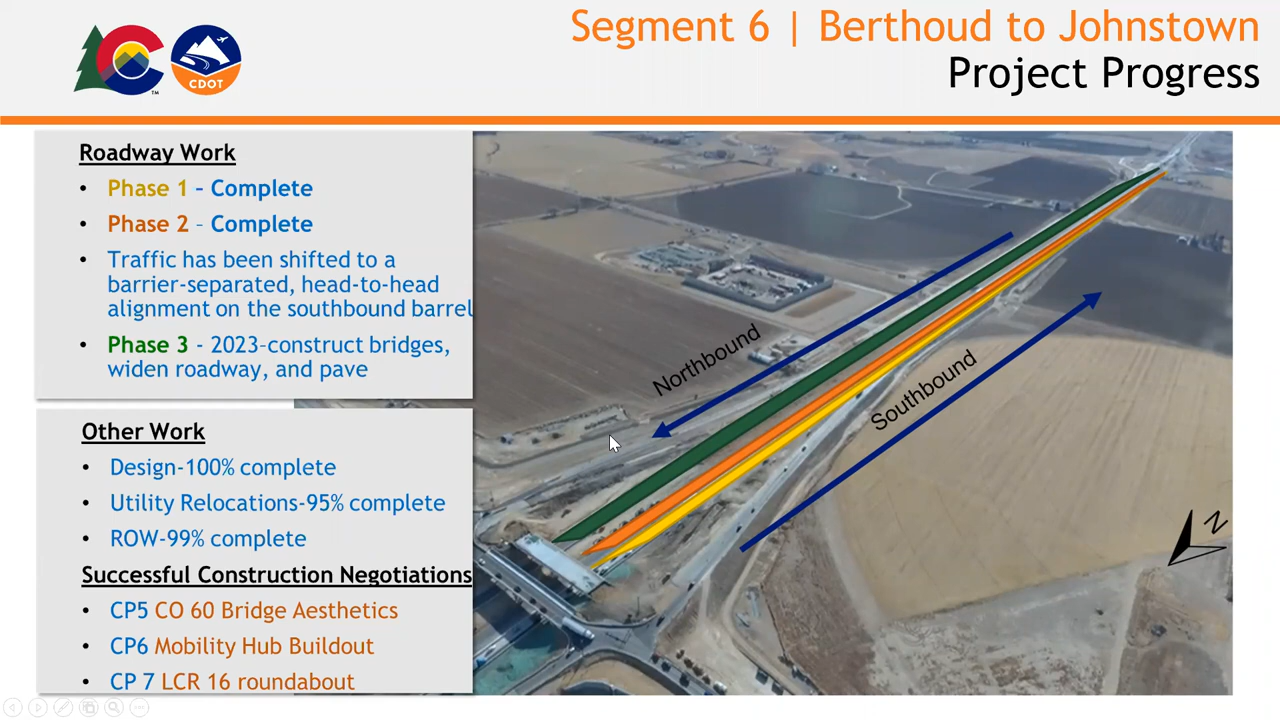 Segment 6 | Berthoud to Johnstown
Project Progress
CDOT
TM
Roadway Work
• Phase 1 – Complete
• Phase 2 – Complete
• Traffic has been shifted to a
barrier-separated, head-to-head
alignment on the southbound barrel
• Phase 3 - 2023–construct bridges,
widen roadway, and pave
Other Work
• Design-100% complete
• Utility Relocations-95% complete
• ROW-99% complete
Successful Construction Negotiations
• CP5 CO 60 Bridge Aesthetics
• CP6 Mobility Hub Buildout
• CP 7 LCR 16 roundabout
Northbound
Southbound
N